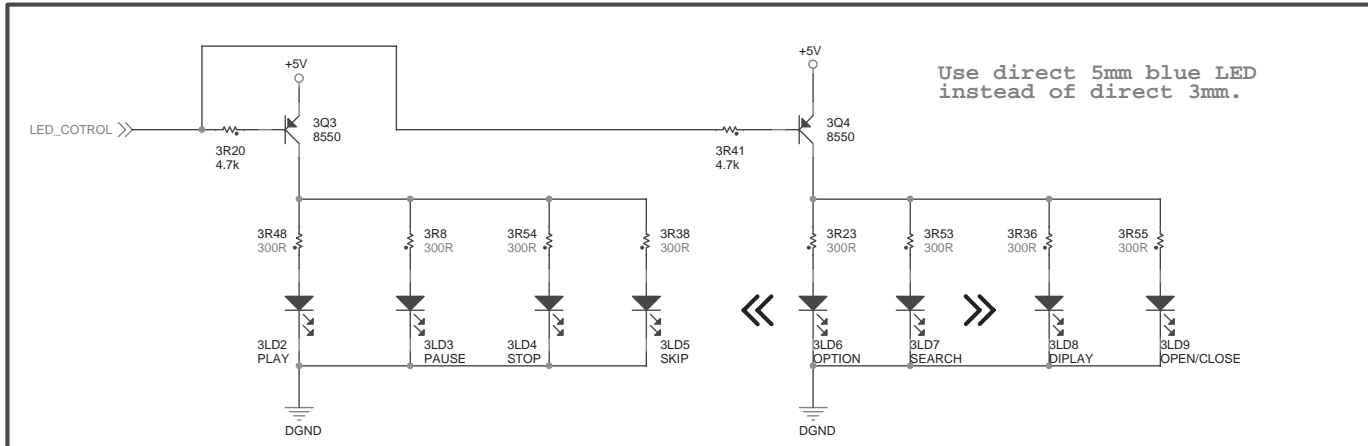 +5V
+5V
Use direct 5mm blue LED
instead of direct 3mm.
LED_COTROL
3Q3
8550
3Q4
8550
3R20
4.7k
3R41
4.7k
3R48
300R
3R8
300R
3R54
300R
3R38
300R
3R23
300R
3R53
300R
3R36
300R
3R55
300R
3LD2
PLAY
3LD3
PAUSE
3LD4
STOP
3LD5
SKIP
3LD6
OPTION
3LD7
SEARCH
3LD8
DIPLAY
3LD9
OPEN/CLOSE
DGND
DGND